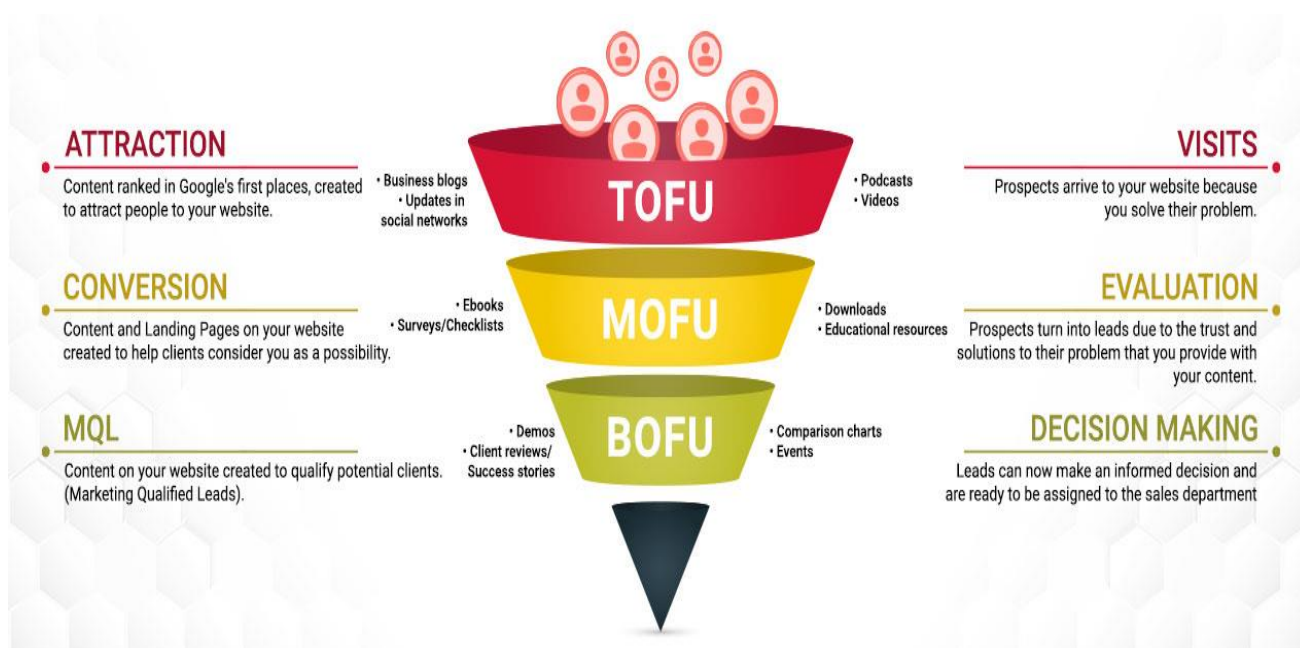 ATTRACTION
Content ranked in Google's first places, created
to attract people to your website.
• Business blogs
• Updates in
social networks
TOFU
• Podcasts
• Videos
VISITS
Prospects arrive to your website because
you solve their problem.
CONVERSION
Content and Landing Pages on your website
created to help clients consider you as a possibility.
• Ebooks
• Surveys/Checklists
MOFU
• Downloads
• Educational resources
EVALUATION
Prospects turn into leads due to the trust and
solutions to their problem that you provide with
your content.
MQL
Content on your website created to qualify potential clients.
(Marketing Qualified Leads).
• Demos
• Client reviews/
Success stories
BOFU
• Comparison charts
• Events
DECISION MAKING
Leads can now make an informed decision and
are ready to be assigned to the sales department